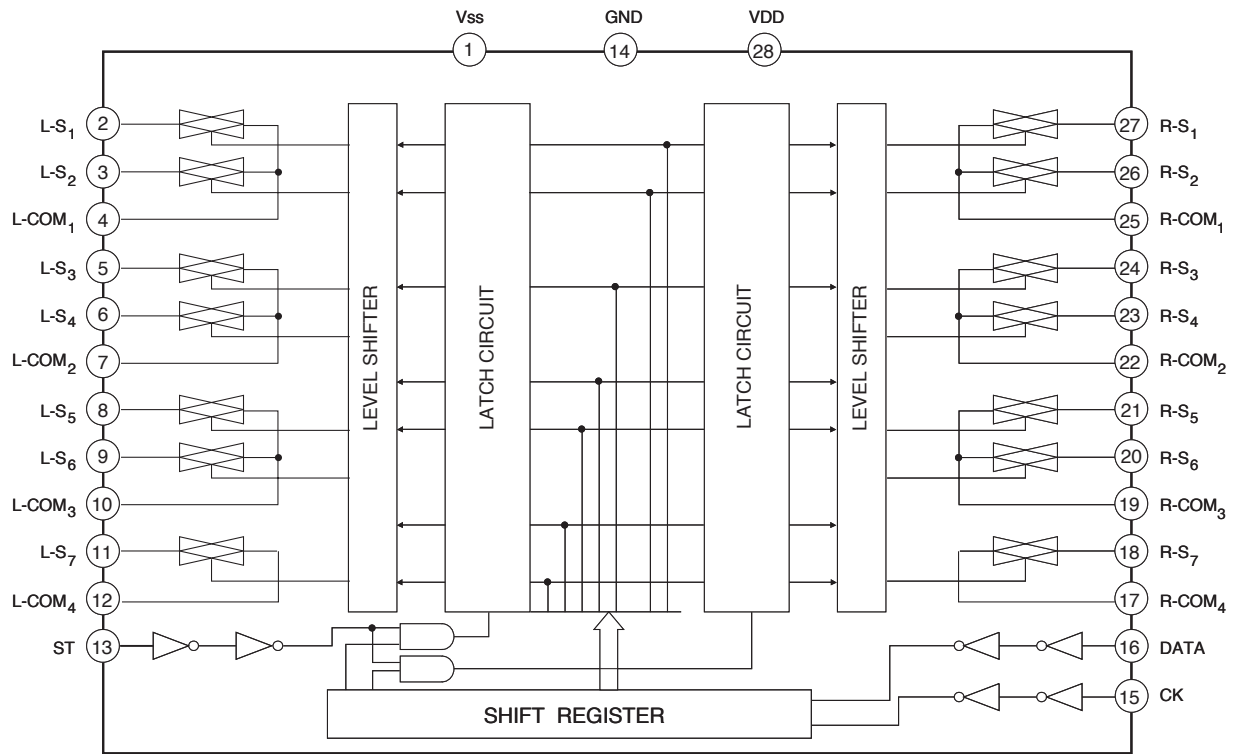 Vss GND VDD
1 14 28
L-S1 2 27 R-S1
L-S2 3 26 R-S2
L-COM1 4 25 R-COM1
L-S3 5 24 R-S3
L-S4 6 23 R-S4
L-COM2 7 22 R-COM2
L-S5 8 21 R-S5
L-S6 9 20 R-S6
L-COM3 10 19 R-COM3
L-S7 11 18 R-S7
L-COM4 12 17 R-COM4
ST 13 16 DATA
15 CK
LEVEL SHIFTER
LATCH CIRCUIT
LATCH CIRCUIT
LEVEL SHIFTER
SHIFT REGISTER